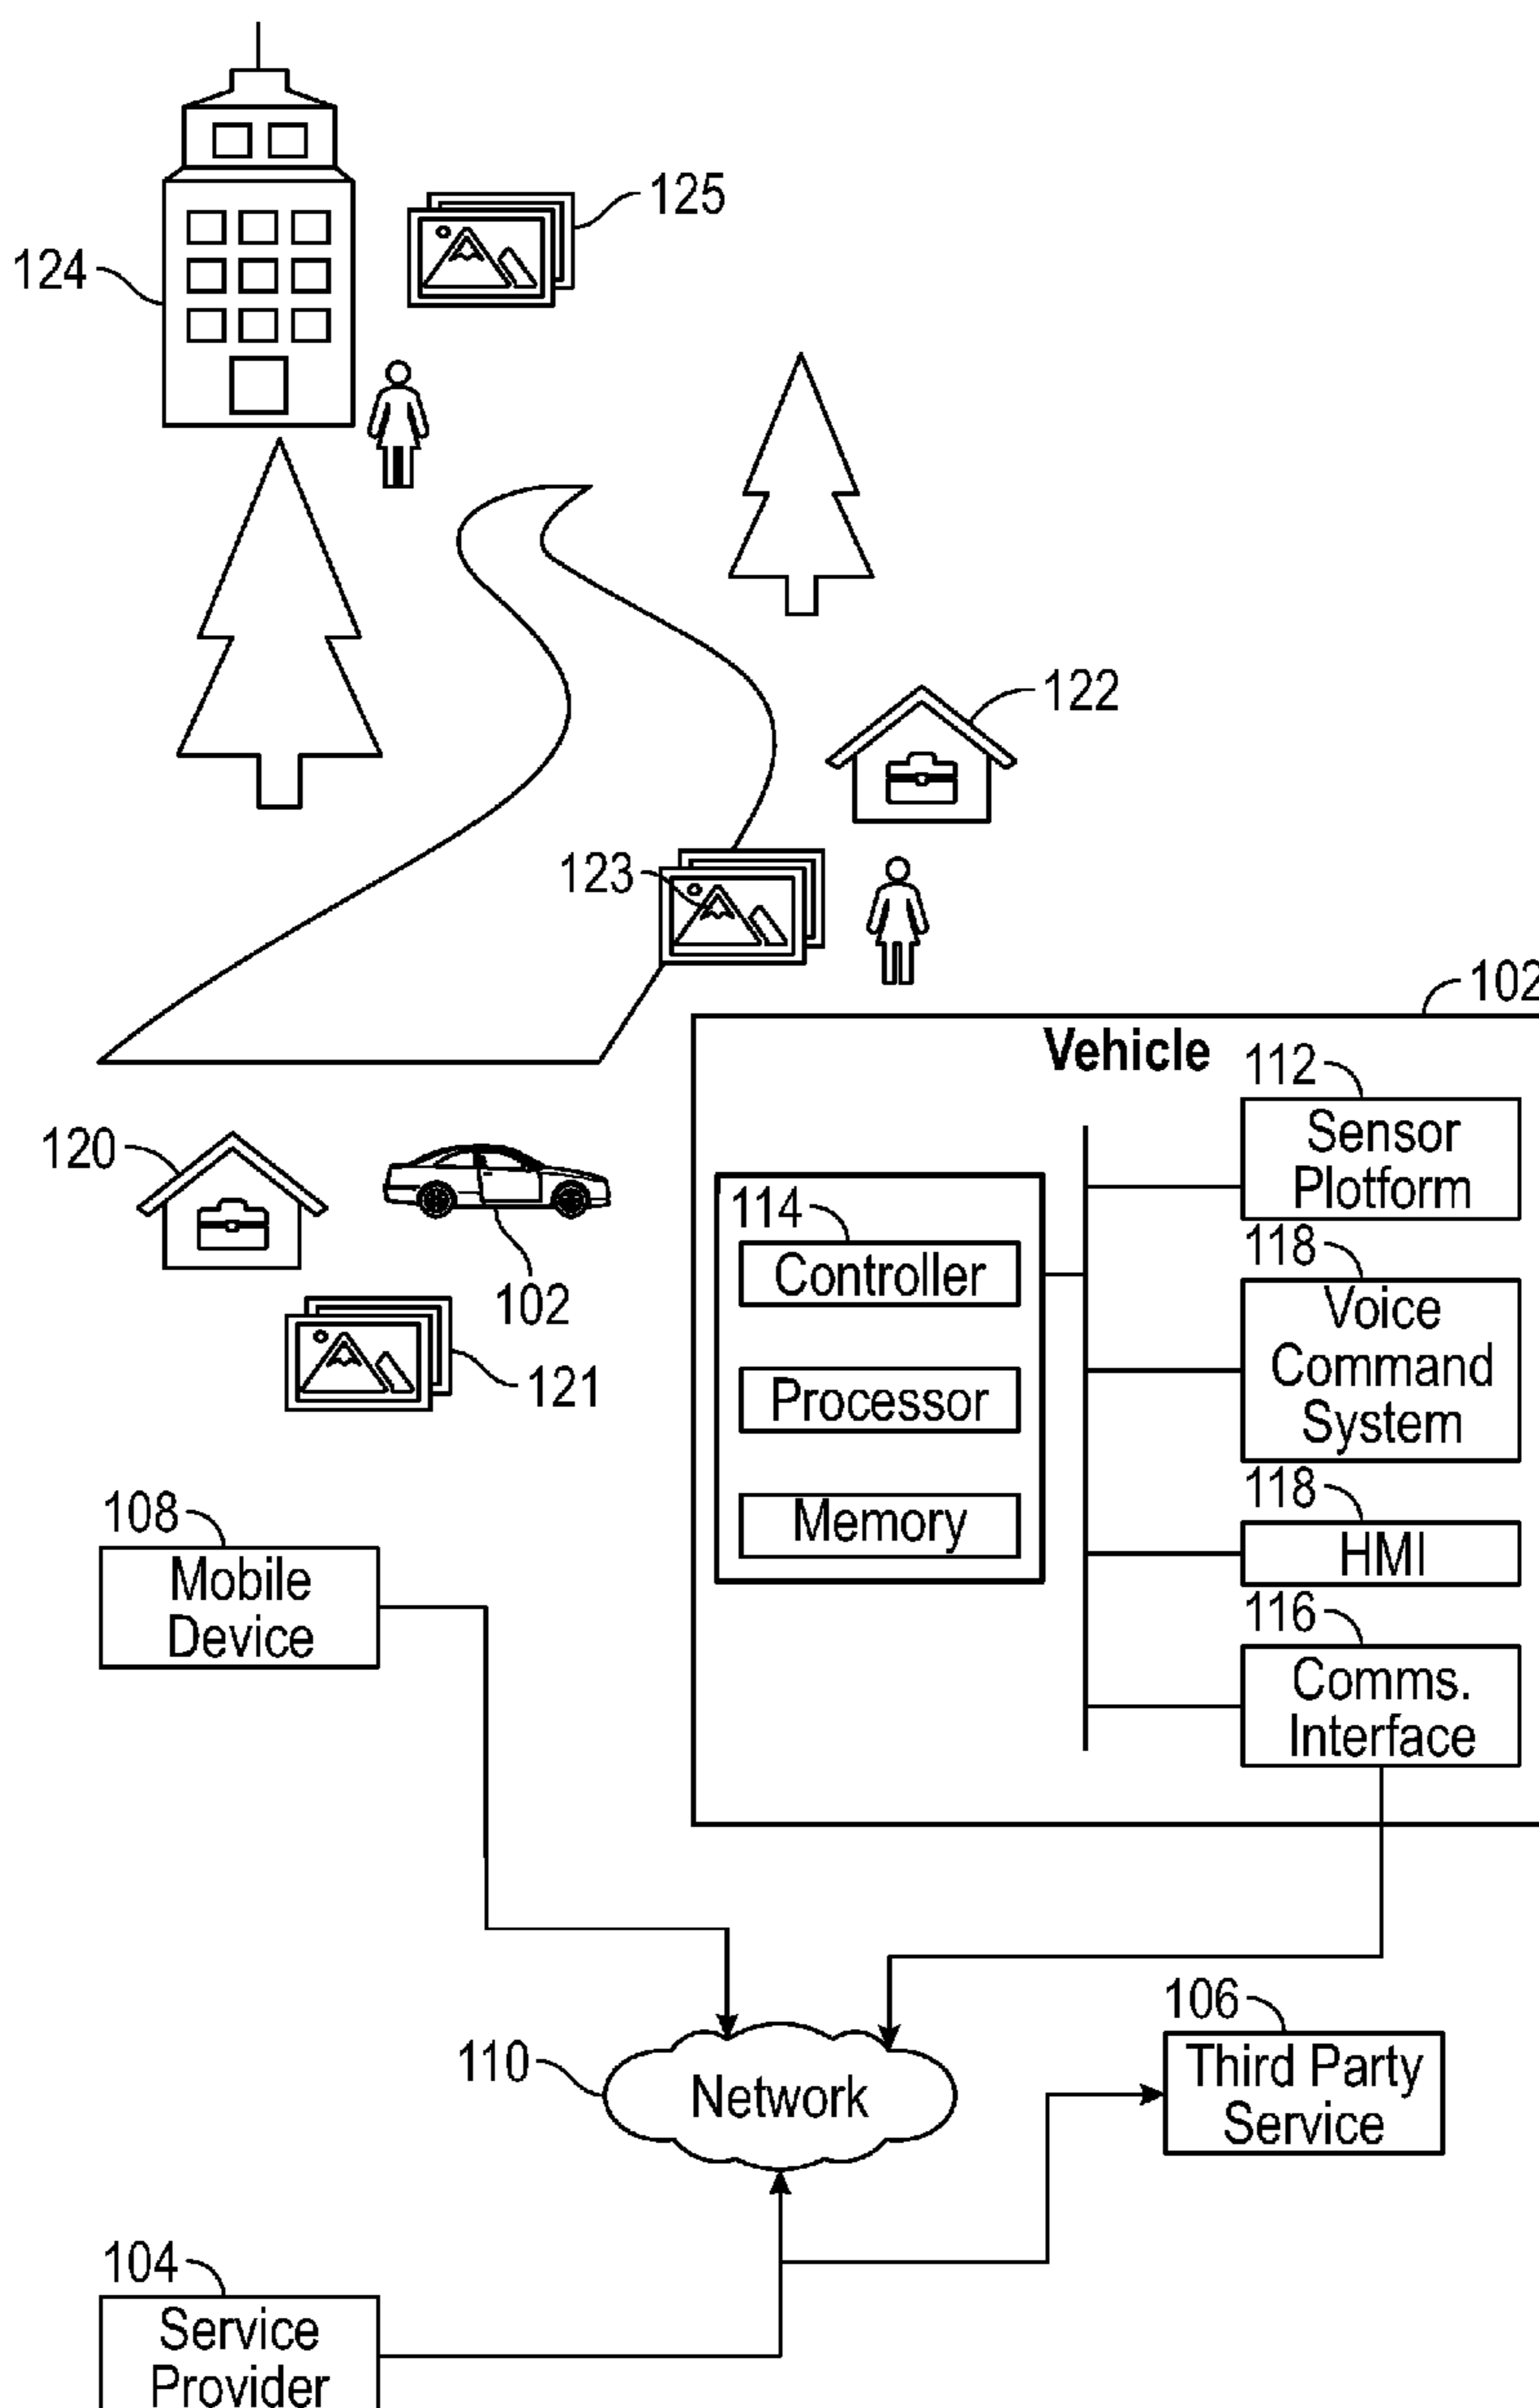 125
124
122
123
102
Vehicle
112
Sensor
Plotform
120
114
Controller
118
Voice
Command
System
102
121
Processor
108
Mobile
Device
Memory
118
HMI
116
Comms.
Interface
106
Third Party
Service
110
Network
104
Service
Provider